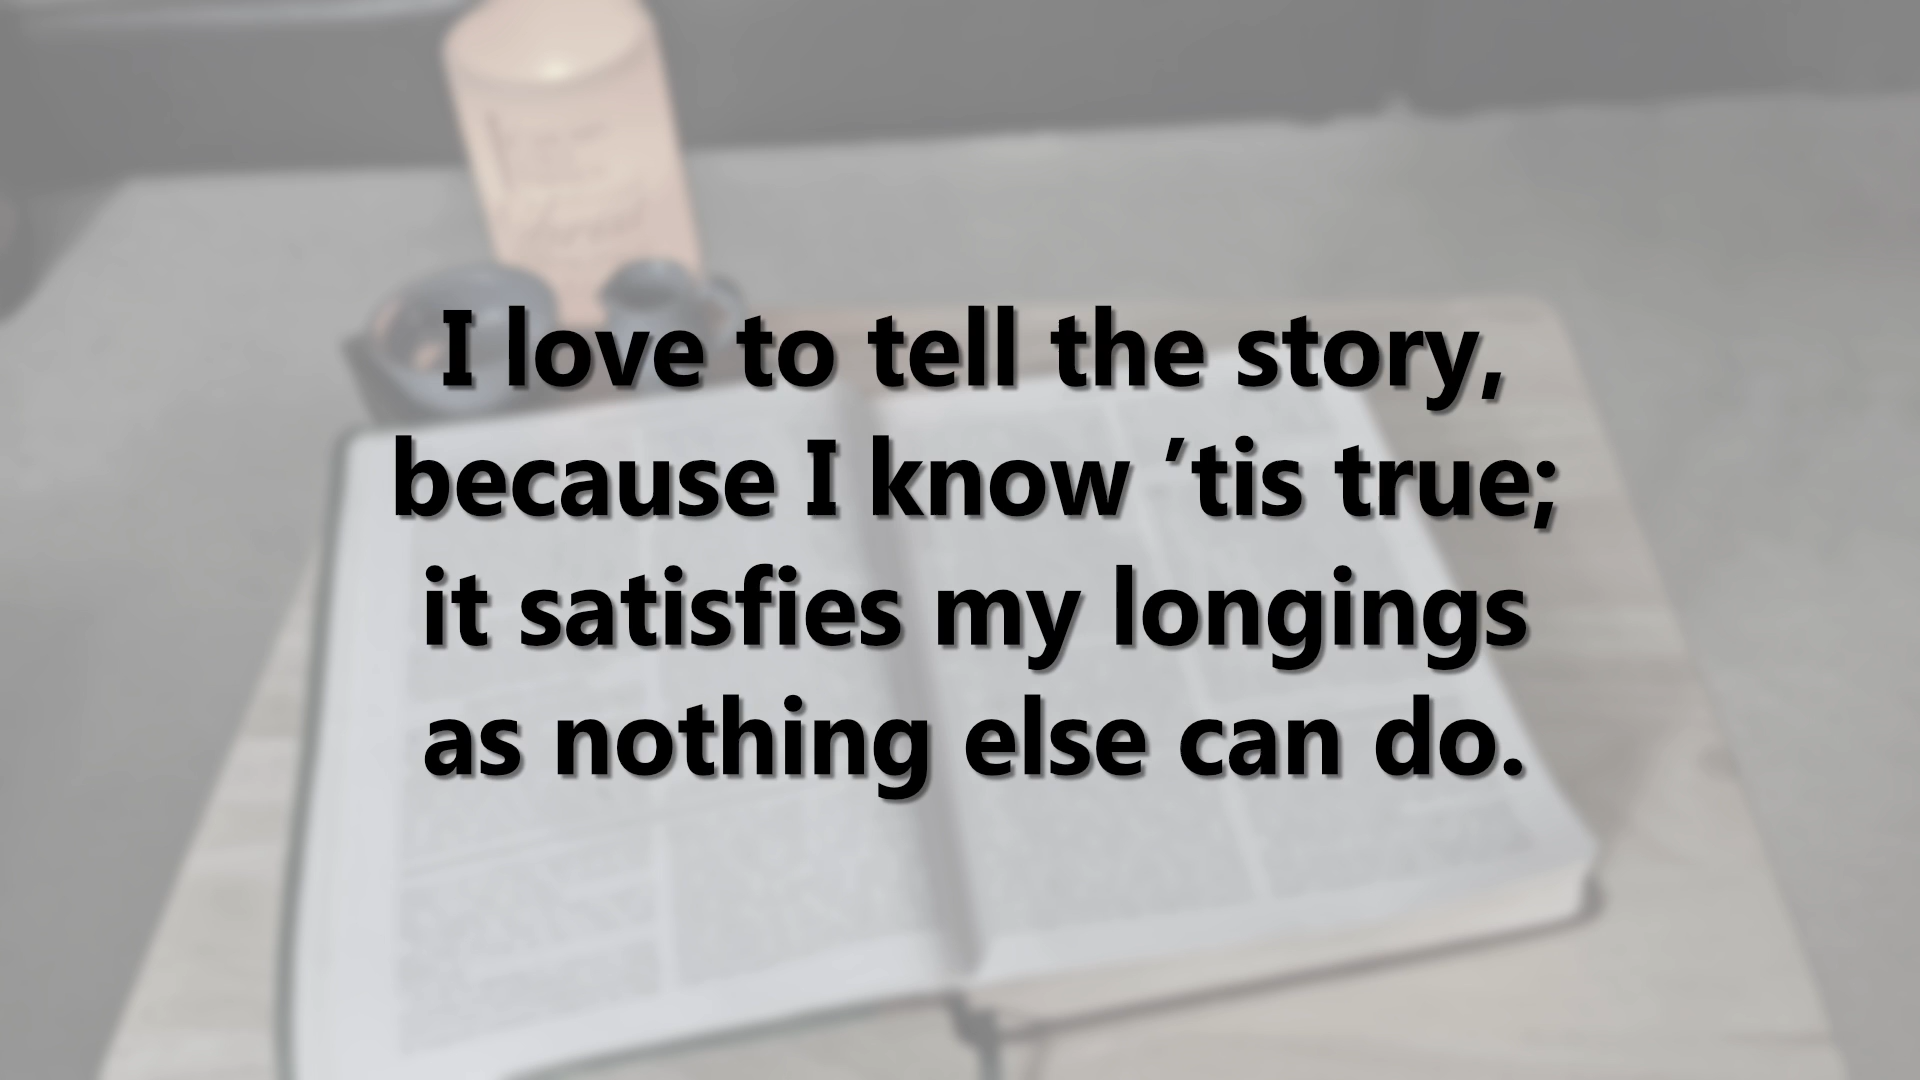 I love to tell the story,
because I know ’tis true;
it satisfies my longings
as nothing else can do.